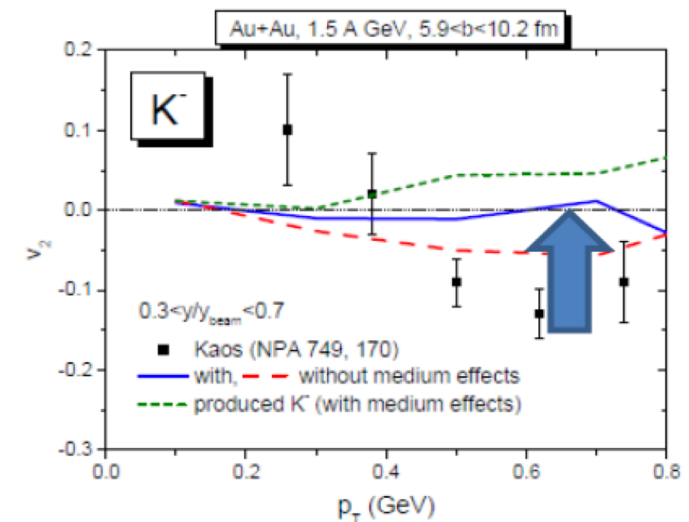 Au+Au, 1.5 A GeV, 5.9<b<10.2 fm
0.2
K⁻
0.1
0.0
v₂
-0.1
0.3<y/y_beam<0.7
Kaos (NPA 749, 170)
with, without medium effects
-0.2
produced K⁻ (with medium effects)
-0.3
0.0 0.2 0.4 0.6 0.8
p_T (GeV)